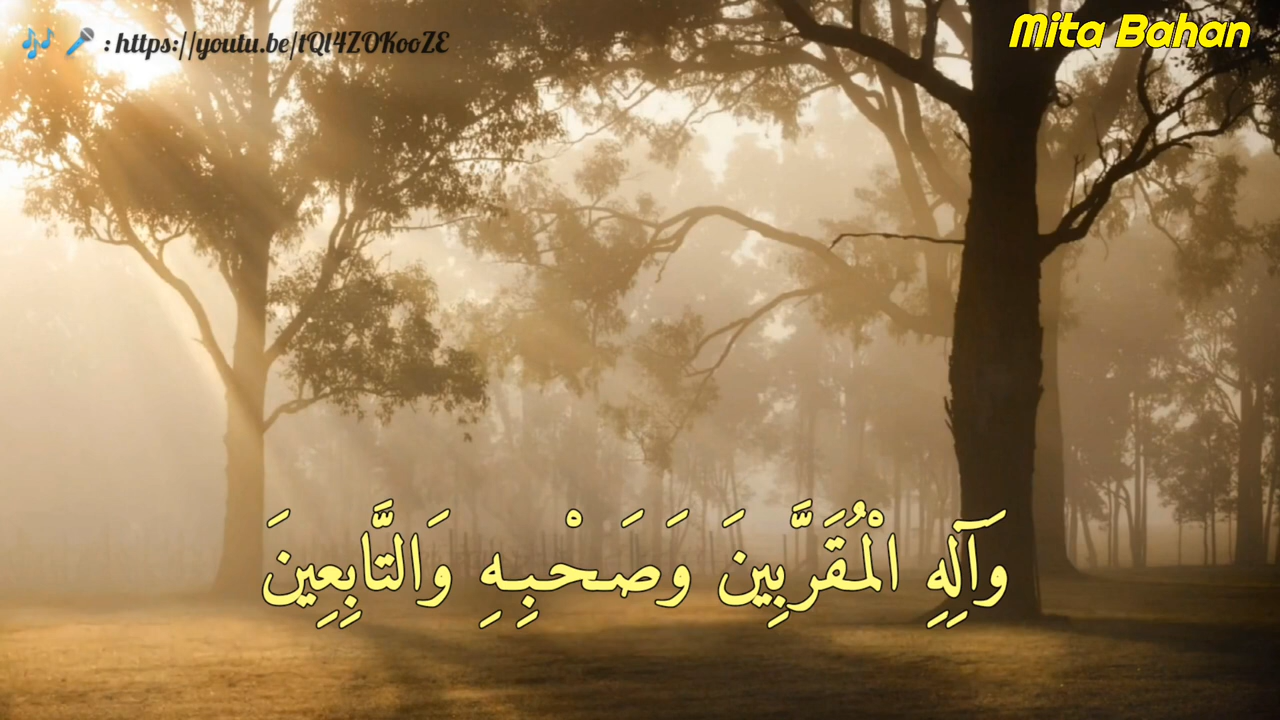 🎶 🎤 : https://youtu.be/tQl4ZOKooZE
Mita Bahan
وَآلِهِ الْمُقَرَّبِينَ وَصَحْبِهِ وَالتَّابِعِينَ